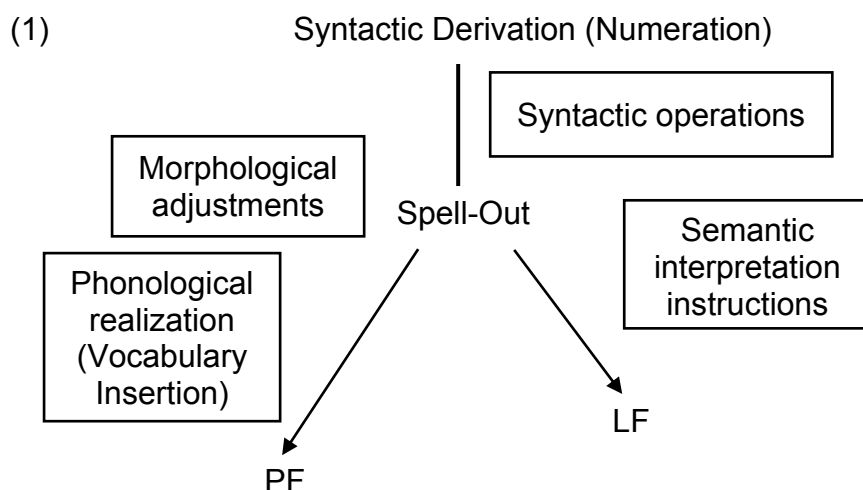 (1) Syntactic Derivation (Numeration)
Syntactic operations
Morphological
adjustments
Spell-Out
Semantic
interpretation
instructions
Phonological
realization
(Vocabulary
Insertion)
LF
PF